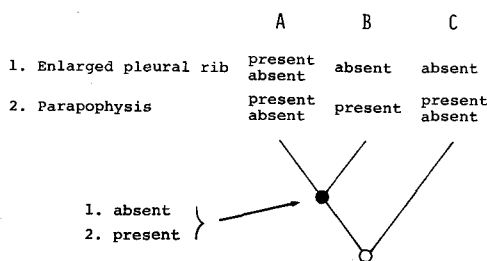 A B C
present
1. Enlarged pleural rib absent absent absent
present present
2. Parapophysis absent present absent
1. absent
2. present